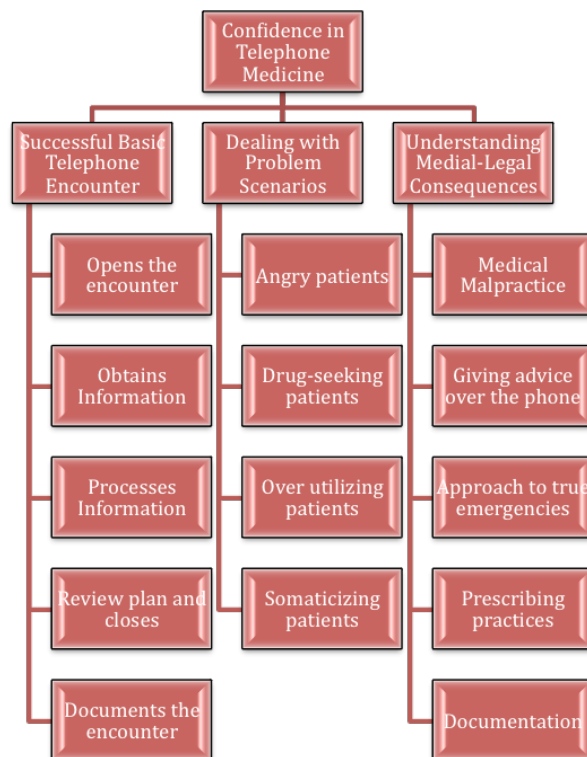 Confidence in
Telephone
Medicine
Successful Basic
Telephone
Encounter
Opens the
encounter
Obtains
Information
Processes
Information
Review plan and
closes
Documents the
encounter
Dealing with
Problem
Scenarios
Angry patients
Drug-seeking
patients
Over utilizing
patients
Somaticizing
patients
Understanding
Medial-Legal
Consequences
Medical
Malpractice
Giving advice
over the phone
Approach to true
emergencies
Prescribing
practices
Documentation